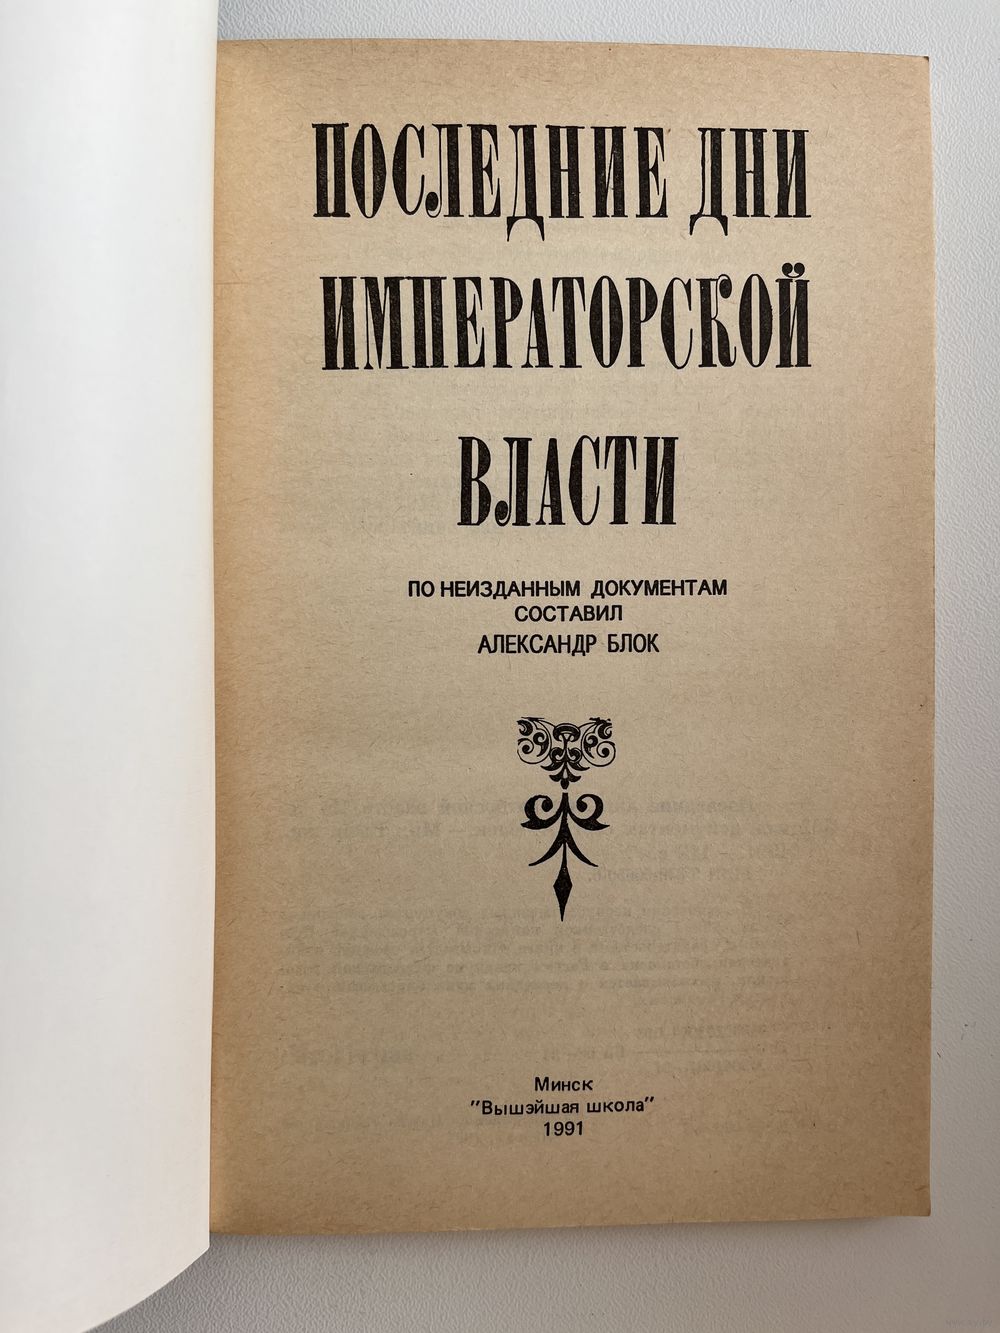 ПОСЛЕДНИЕ ДНИ
ИМПЕРАТОРСКОЙ
ВЛАСТИ
ПО НЕИЗДАННЫМ ДОКУМЕНТАМ
СОСТАВИЛ
АЛЕКСАНДР БЛОК
Минск
"Вышэйшая школа"
1991